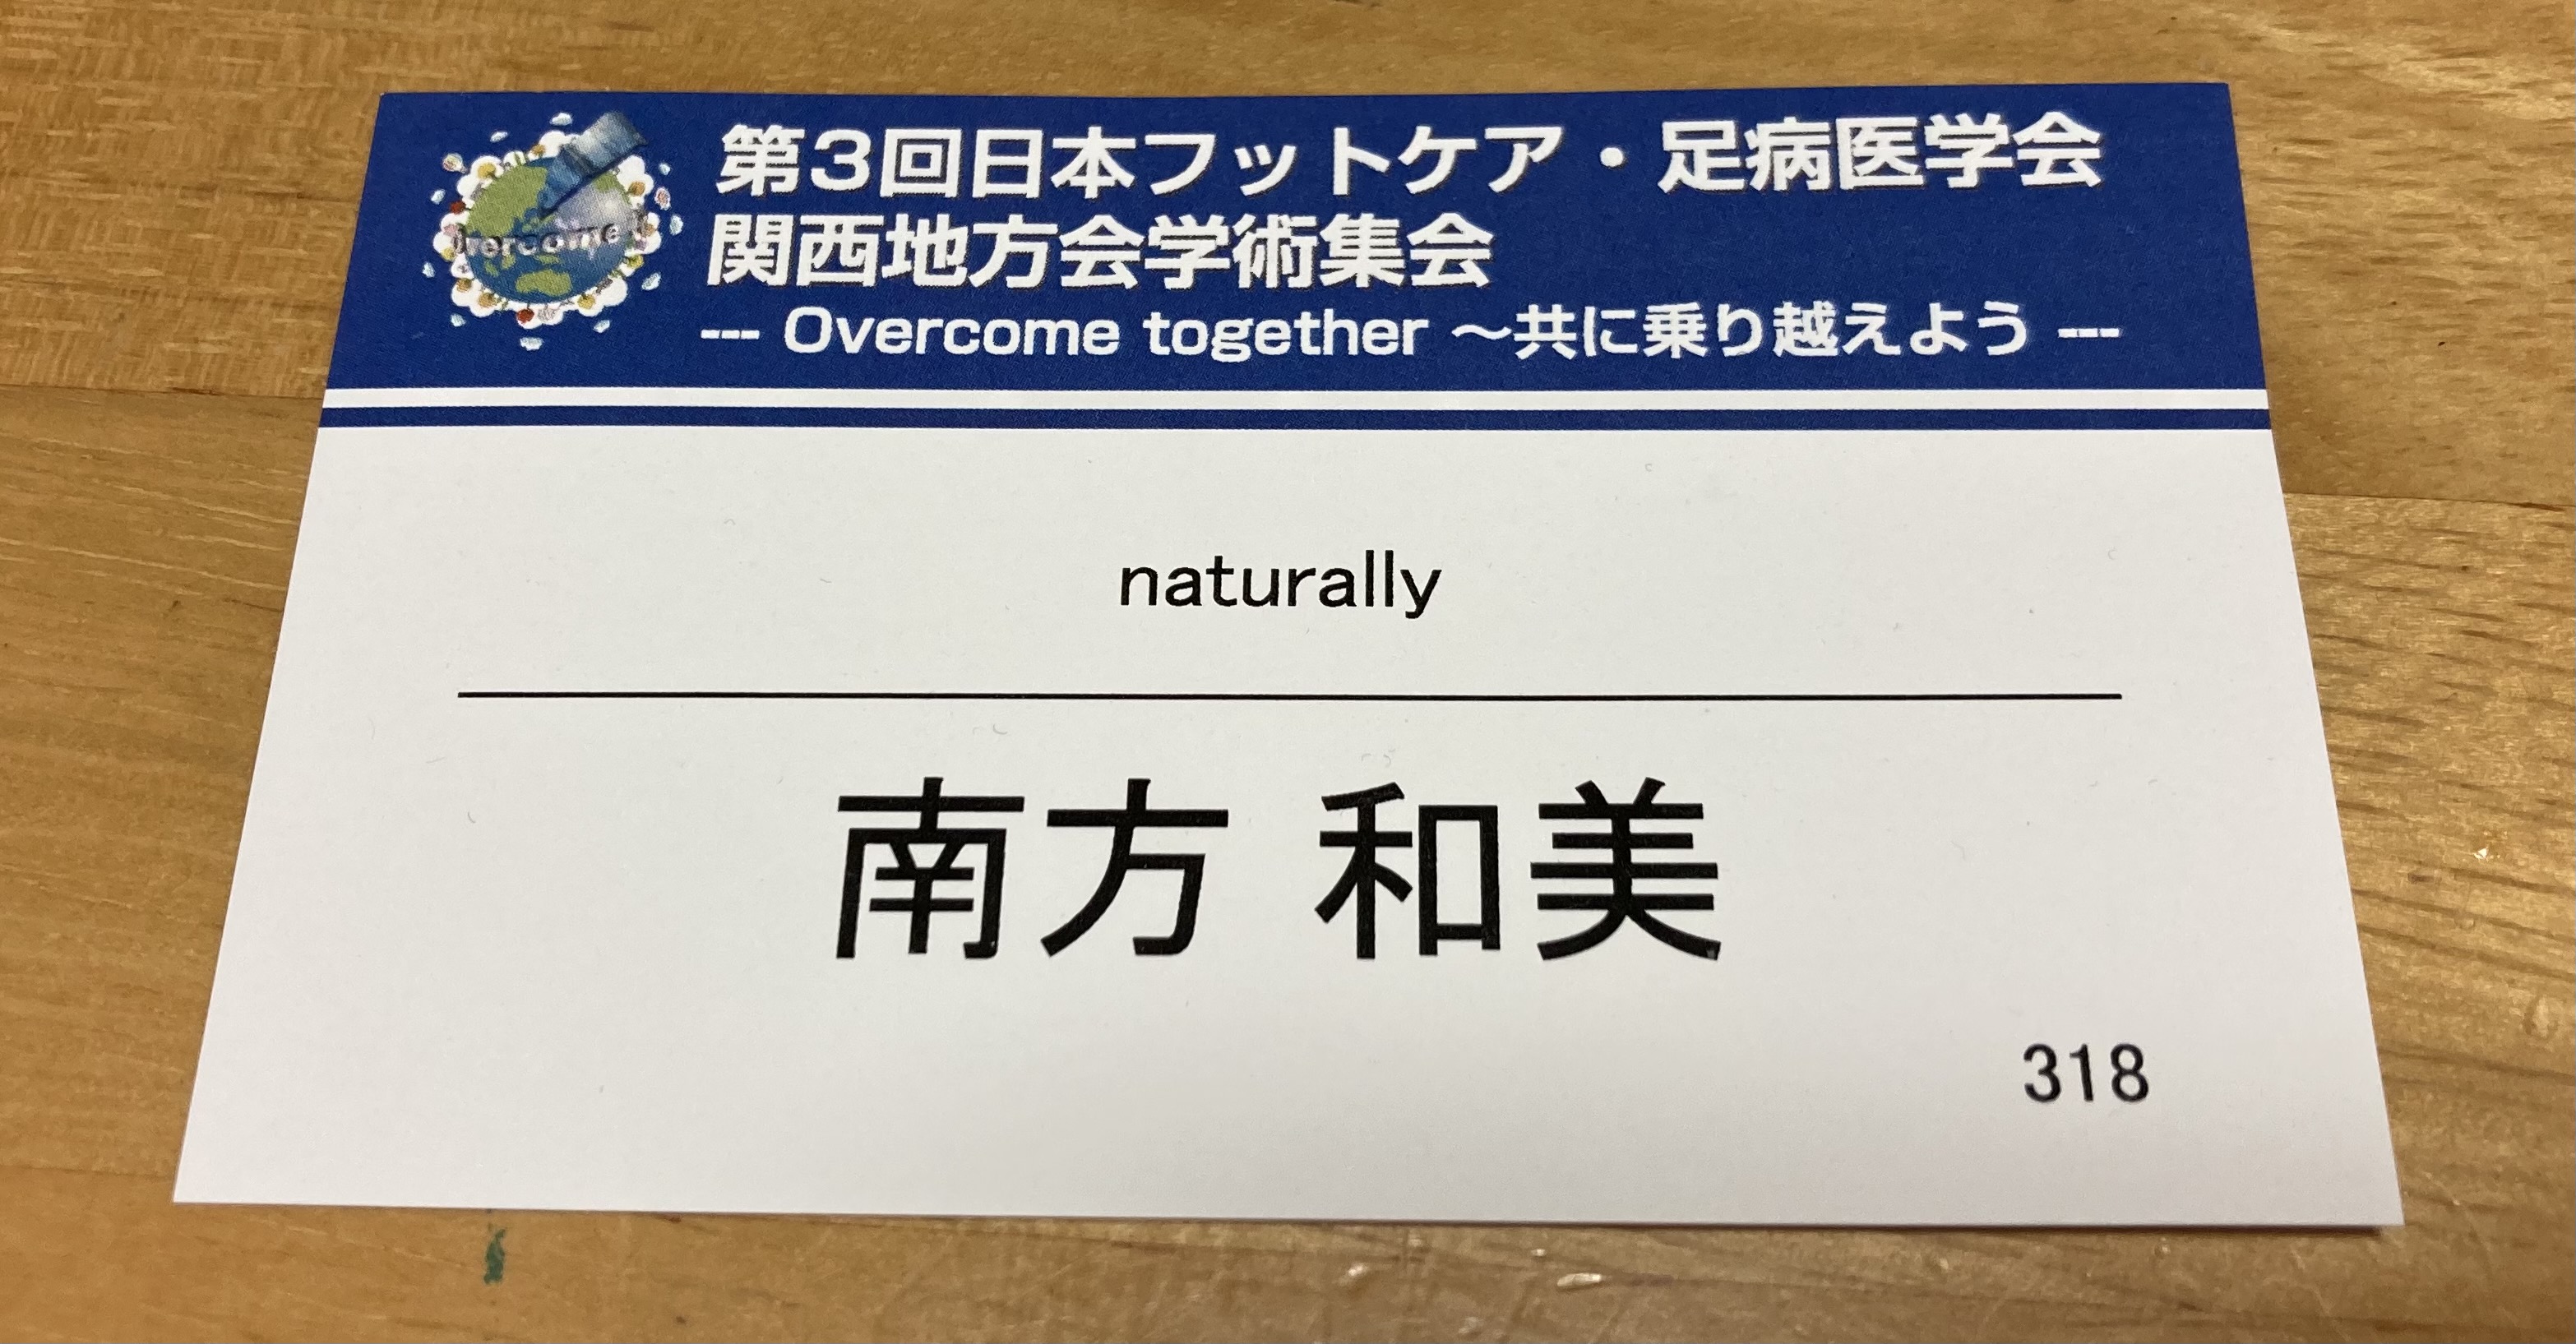 第3回日本フットケア・足病医学会
関西地方会学術集会
--- Overcome together ～共に乗り越えよう ---
naturally
南方 和美
318